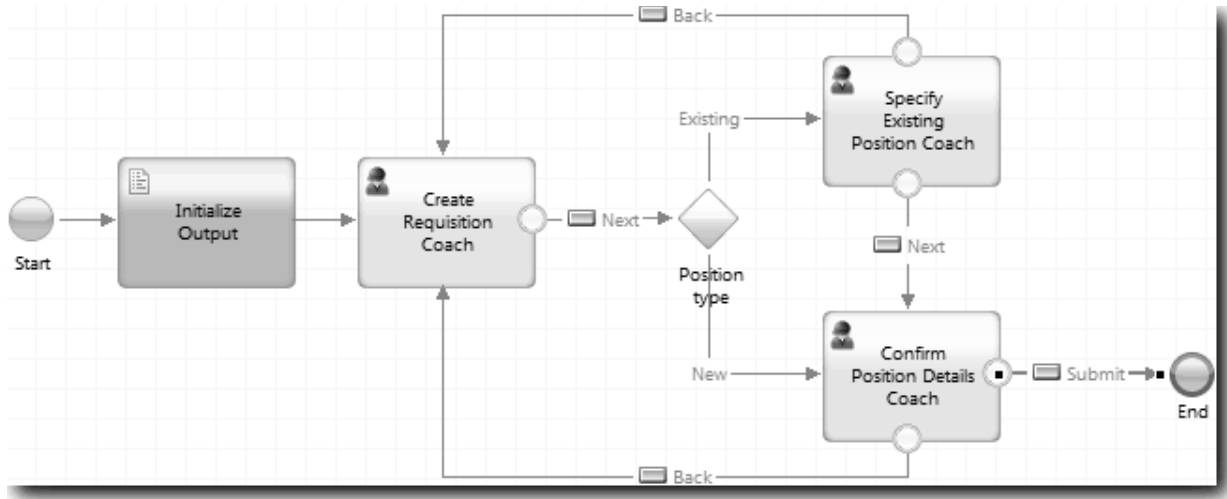 Back
Specify
Existing
Position Coach
Existing
Initialize
Output
Create
Requisition
Coach
Next
Start
Position
type
Next
Confirm
Position Details
Coach
New
Submit
End
Back